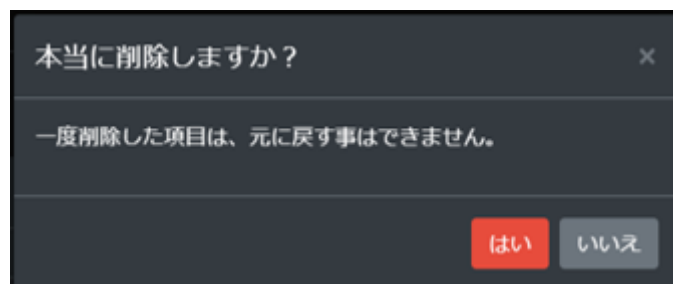 本当に削除しますか？
一度削除した項目は、元に戻す事はできません。
はい いいえ